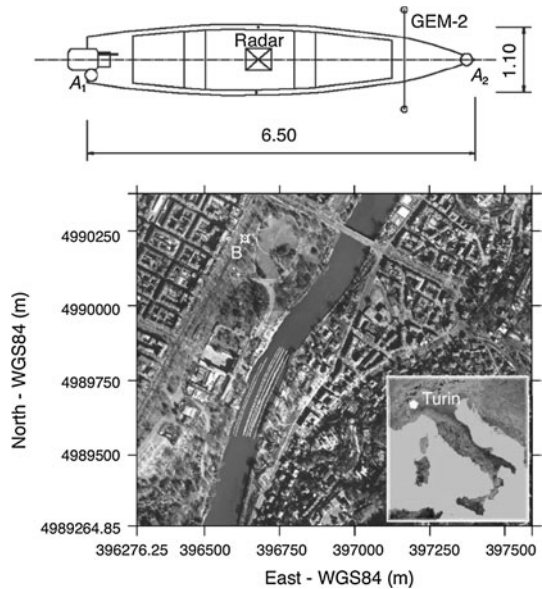 GEM-2
Radar
A1
A2
1.10
6.50
4990250
B
4990000
4989750
Turin
4989500
4989264.85
396276.25 396500 396750 397000 397250 397500
North - WGS84 (m)
East - WGS84 (m)